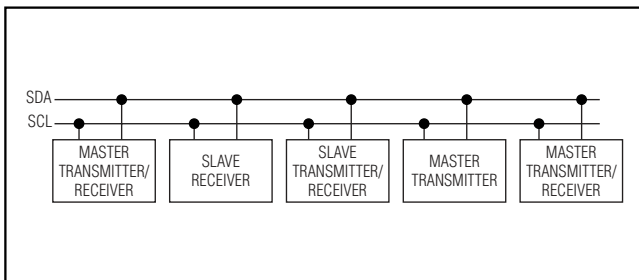 SDA
SCL
MASTER
TRANSMITTER/
RECEIVER
SLAVE
RECEIVER
SLAVE
TRANSMITTER/
RECEIVER
MASTER
TRANSMITTER
MASTER
TRANSMITTER/
RECEIVER